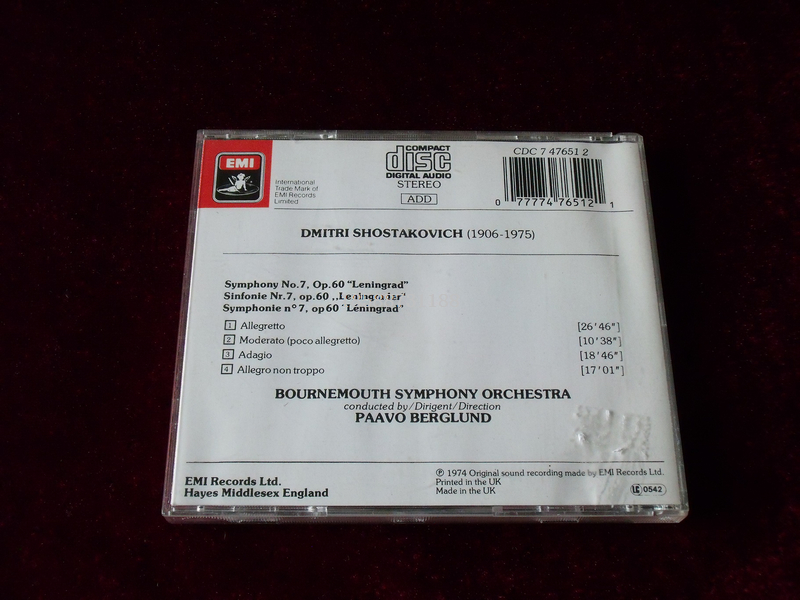 EMI
International
Trade Mark of
EMI Records
Limited
COMPACT
disc
DIGITAL AUDIO
STEREO
ADD
CDC 7 47651 2
0 77774 76512 1
DMITRI SHOSTAKOVICH (1906-1975)
Symphony No.7, Op.60 "Leningrad"
Sinfonie Nr.7, op.60
Symphonie n° 7, op60 "Léningrad"
1 Allegretto [26'46"]
2 Moderato (poco allegretto) [10'38"]
3 Adagio [18'46"]
4 Allegro non troppo [17'01"]
BOURNEMOUTH SYMPHONY ORCHESTRA
conducted by/Dirigent/Direction
PAAVO BERGLUND
EMI Records Ltd.
Hayes Middlesex England
℗ 1974 Original sound recording made by EMI Records Ltd.
Printed in the UK
Made in the UK
LC 0542